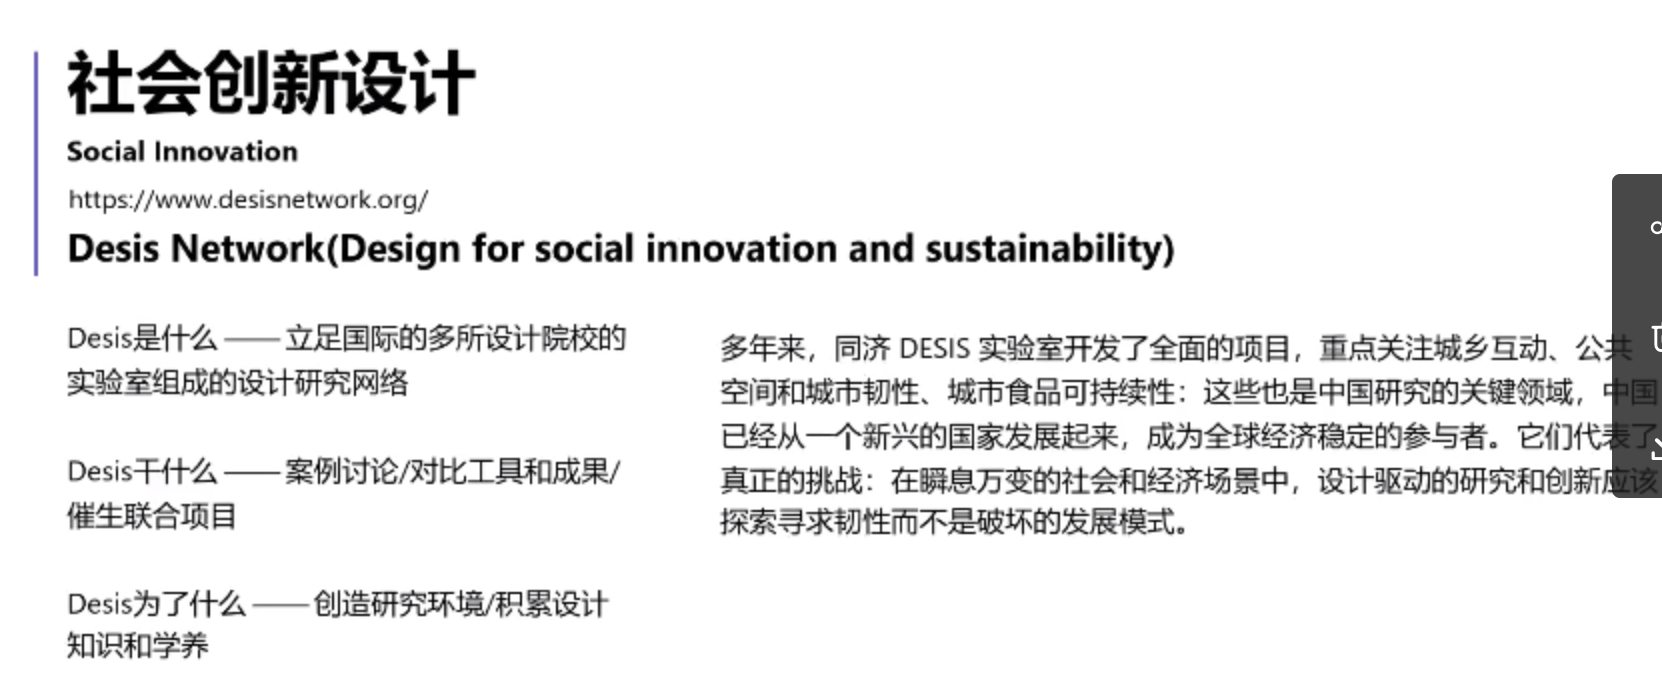 社会创新设计
Social Innovation
https://www.desisnetwork.org/
Desis Network(Design for social innovation and sustainability)
Desis是什么 —— 立足国际的多所设计院校的
实验室组成的设计研究网络
Desis干什么 —— 案例讨论/对比工具和成果/
催生联合项目
Desis为了什么 —— 创造研究环境/积累设计
知识和学养
多年来，同济 DESIS 实验室开发了全面的项目，重点关注城乡互动、公共
空间和城市韧性、城市食品可持续性：这些也是中国研究的关键领域，中国
已经从一个新兴的国家发展起来，成为全球经济稳定的参与者。它们代表了
真正的挑战：在瞬息万变的社会和经济场景中，设计驱动的研究和创新应该
探索寻求韧性而不是破坏的发展模式。